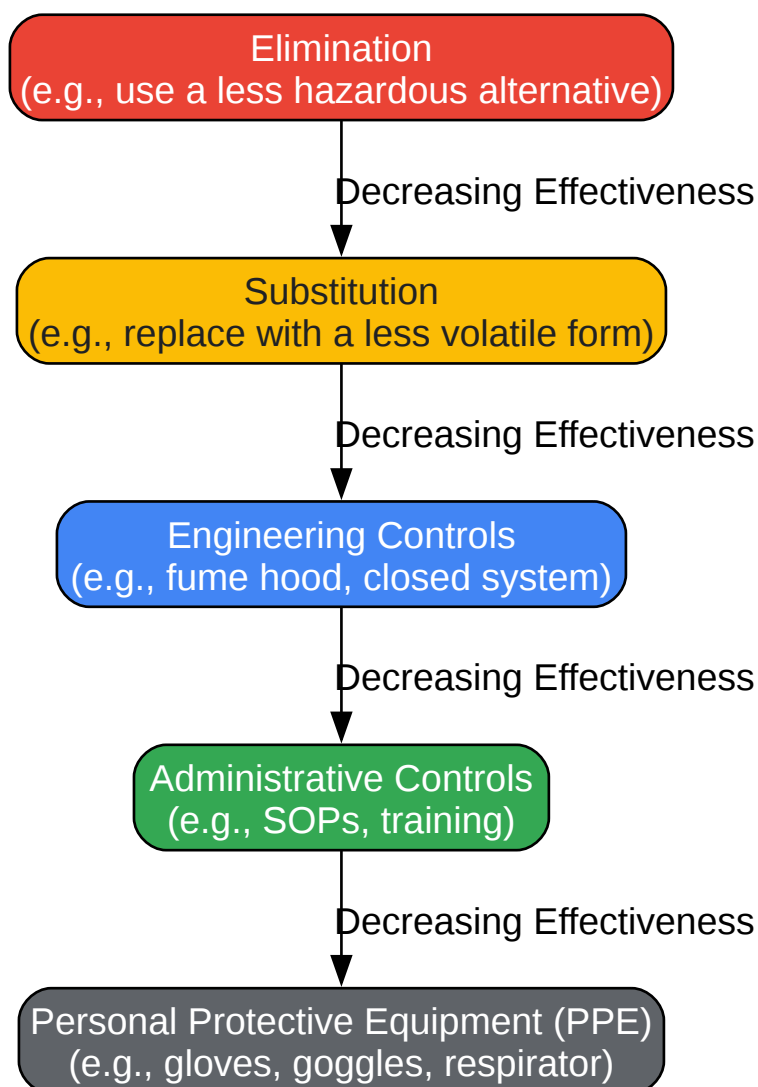 Elimination
(e.g., use a less hazardous alternative)
Decreasing Effectiveness
Substitution
(e.g., replace with a less volatile form)
Decreasing Effectiveness
Engineering Controls
(e.g., fume hood, closed system)
Decreasing Effectiveness
Administrative Controls
(e.g., SOPs, training)
Decreasing Effectiveness
Personal Protective Equipment (PPE)
(e.g., gloves, goggles, respirator)